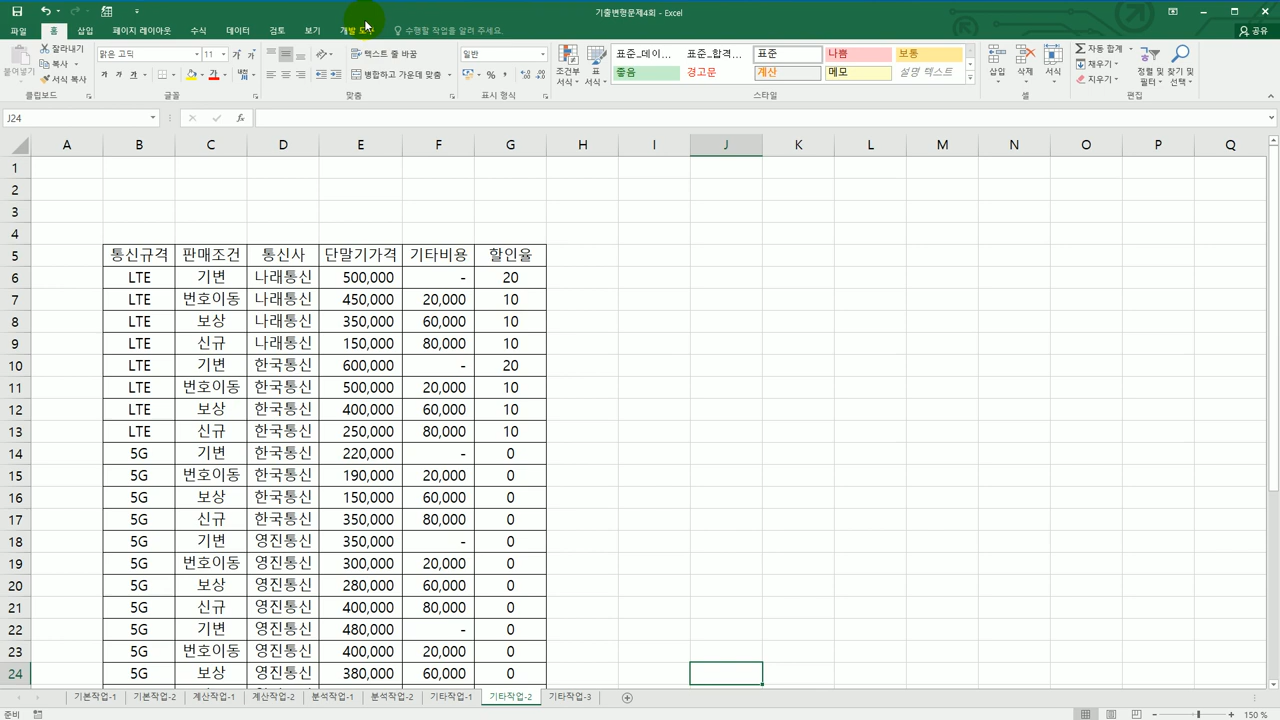 기출변형문제4회 - Excel
파일 홈 삽입 페이지 레이아웃 수식 데이터 검토 보기 개발 도구 수행할 작업을 알려 주세요. 공유
붙여넣기 잘라내기 복사 서식 복사 클립보드
맑은 고딕 11 가 가 가 가 가 글꼴
텍스트 줄 바꿈 병합하고 가운데 맞춤 맞춤
일반 % 표시 형식
조건부 서식 표 서식 표준_데이... 표준_합격... 표준 나쁨 보통
좋음 경고문 계산 메모 설명 텍스트 스타일
삽입 삭제 서식 셀
자동 합계 채우기 지우기 정렬 및 필터 찾기 및 선택 편집
J24 fx
A B C D E F G H I J K L M N O P Q
1
2
3
4
5 통신규격 판매조건 통신사 단말기가격 기타비용 할인율
6 LTE 기변 나래통신 500,000 - 20
7 LTE 번호이동 나래통신 450,000 20,000 10
8 LTE 보상 나래통신 350,000 60,000 10
9 LTE 신규 나래통신 150,000 80,000 10
10 LTE 기변 한국통신 600,000 - 20
11 LTE 번호이동 한국통신 500,000 20,000 10
12 LTE 보상 한국통신 400,000 60,000 10
13 LTE 신규 한국통신 250,000 80,000 10
14 5G 기변 한국통신 220,000 - 0
15 5G 번호이동 한국통신 190,000 20,000 0
16 5G 보상 한국통신 150,000 60,000 0
17 5G 신규 한국통신 350,000 80,000 0
18 5G 기변 영진통신 350,000 - 0
19 5G 번호이동 영진통신 300,000 20,000 0
20 5G 보상 영진통신 280,000 60,000 0
21 5G 신규 영진통신 400,000 80,000 0
22 5G 기변 영진통신 480,000 - 0
23 5G 번호이동 영진통신 400,000 20,000 0
24 5G 보상 영진통신 380,000 60,000 0
기본작업-1 기본작업-2 계산작업-1 계산작업-2 분석작업-1 분석작업-2 기타작업-1 기타작업-2 기타작업-3
준비 150 %